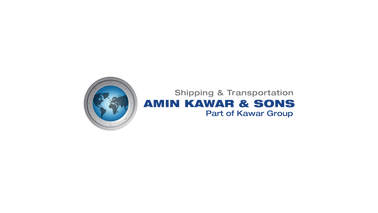 Shipping & Transportation
AMIN KAWAR & SONS
Part of Kawar Group